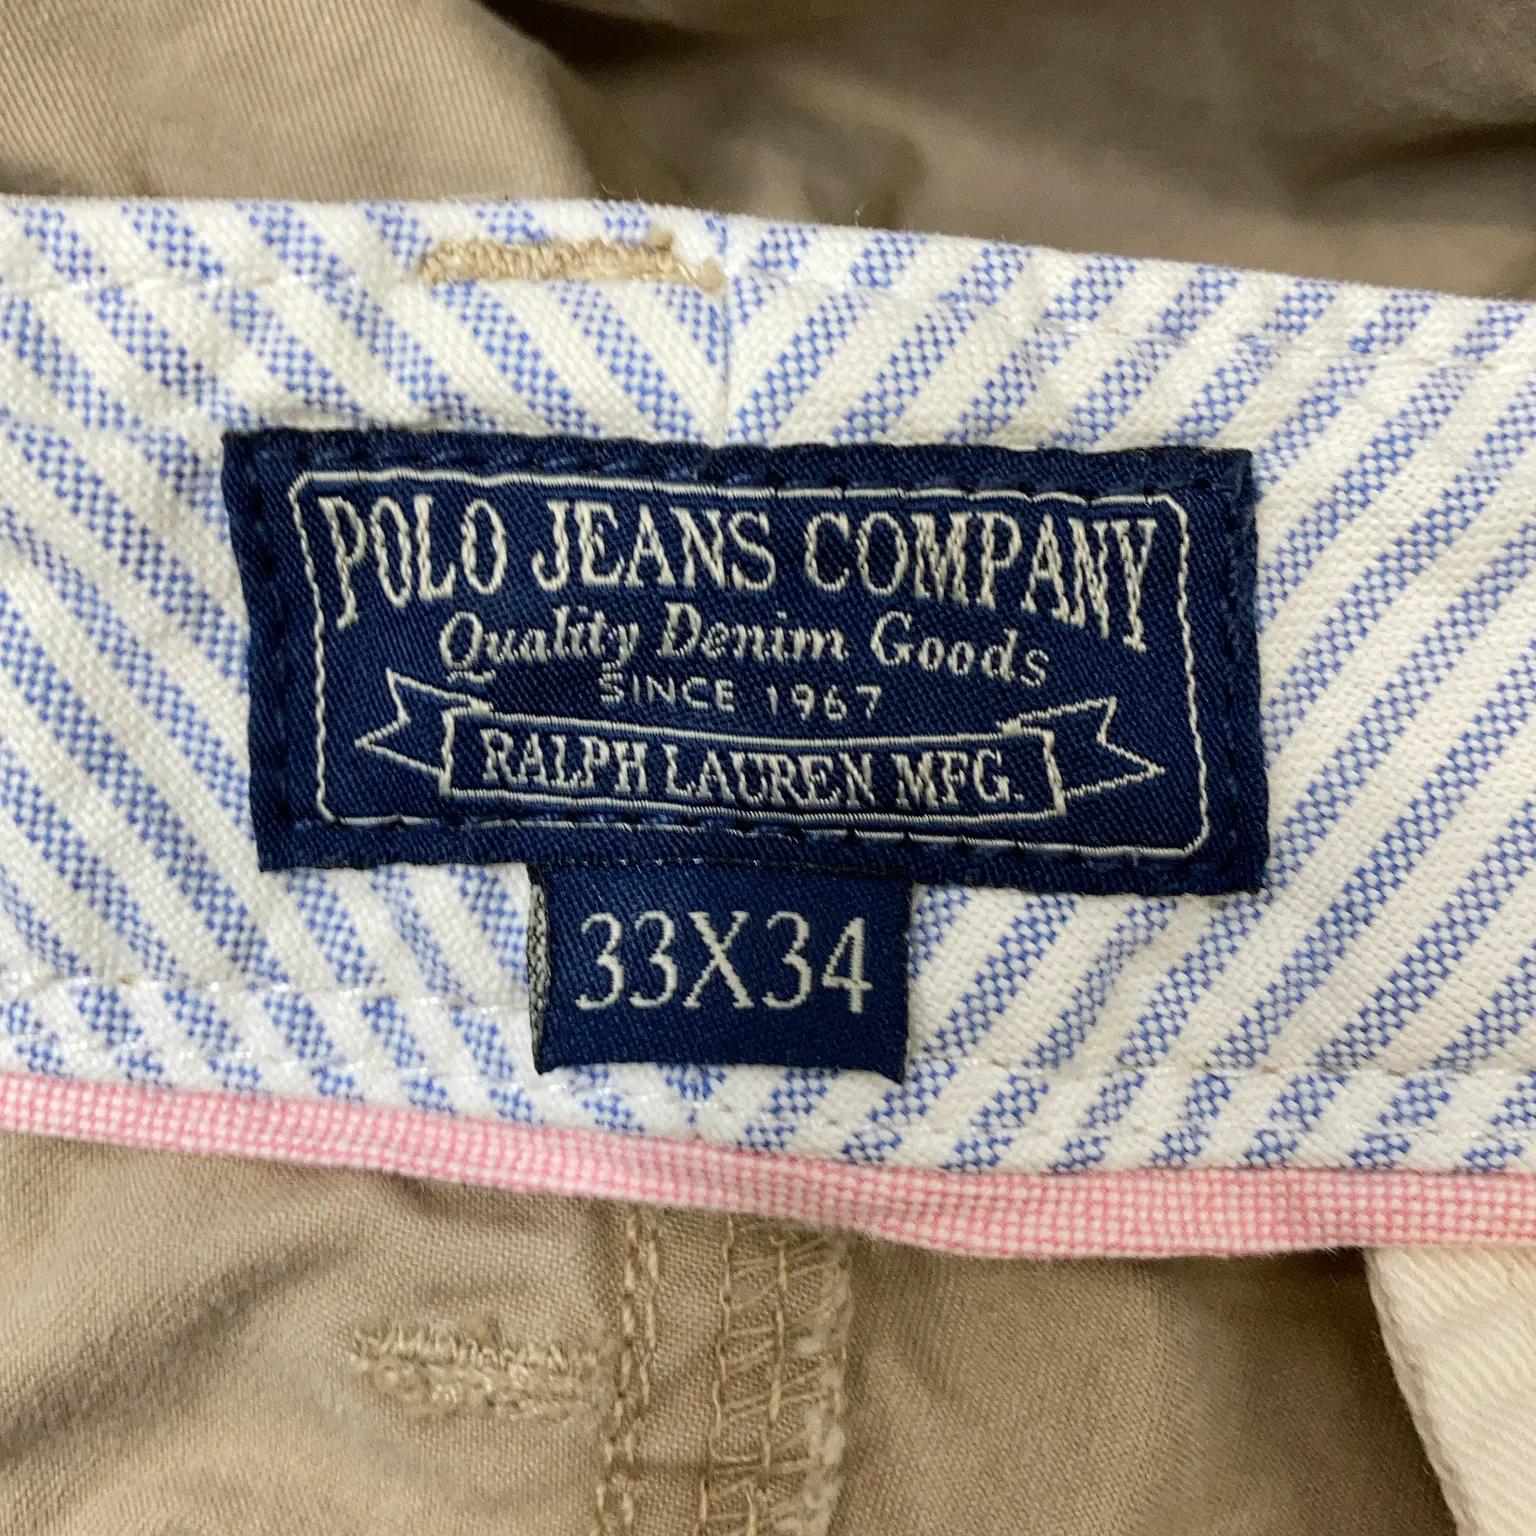 POLO JEANS COMPANY
Quality Denim Goods
SINCE 1967
RALPH LAUREN MFG.
33X34